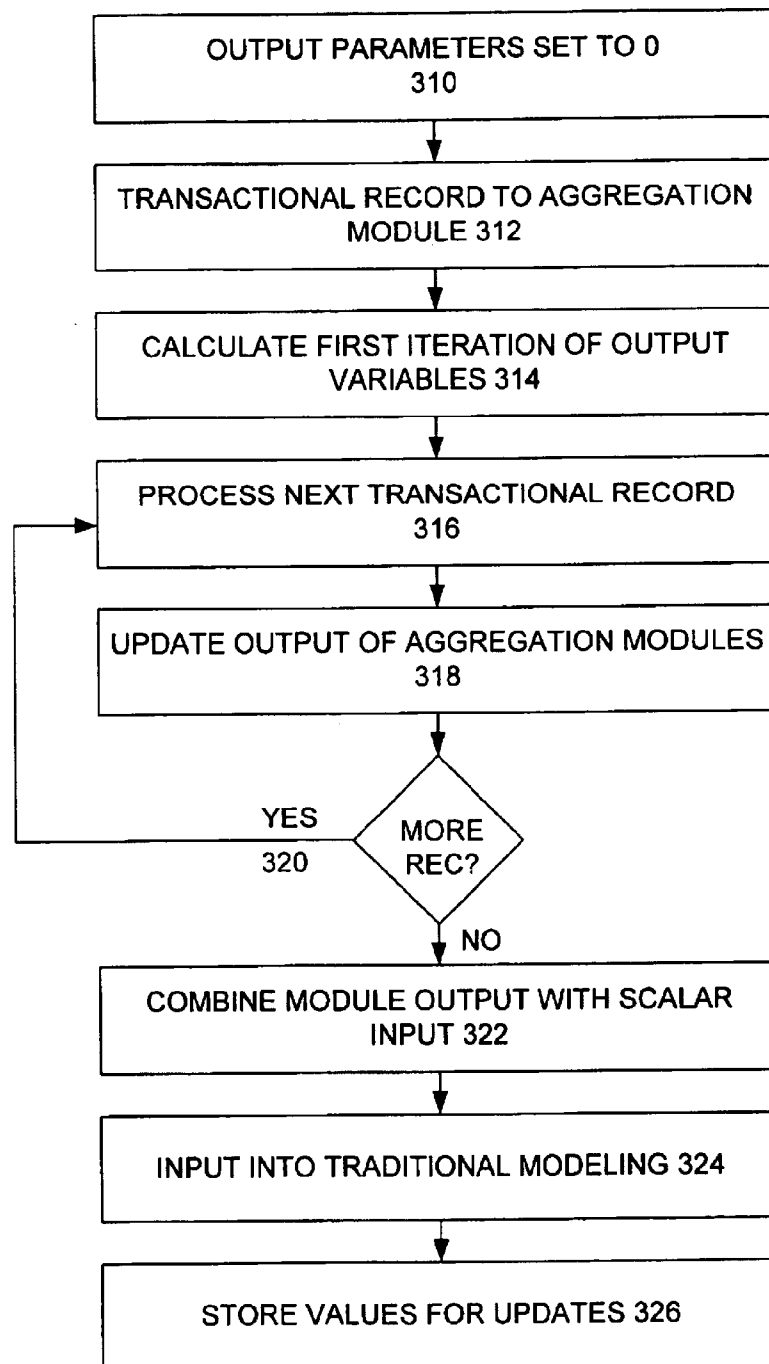 OUTPUT PARAMETERS SET TO 0
310
TRANSACTIONAL RECORD TO AGGREGATION
MODULE 312
CALCULATE FIRST ITERATION OF OUTPUT
VARIABLES 314
PROCESS NEXT TRANSACTIONAL RECORD
316
UPDATE OUTPUT OF AGGREGATION MODULES
318
YES
320
MORE
REC?
NO
COMBINE MODULE OUTPUT WITH SCALAR
INPUT 322
INPUT INTO TRADITIONAL MODELING 324
STORE VALUES FOR UPDATES 326